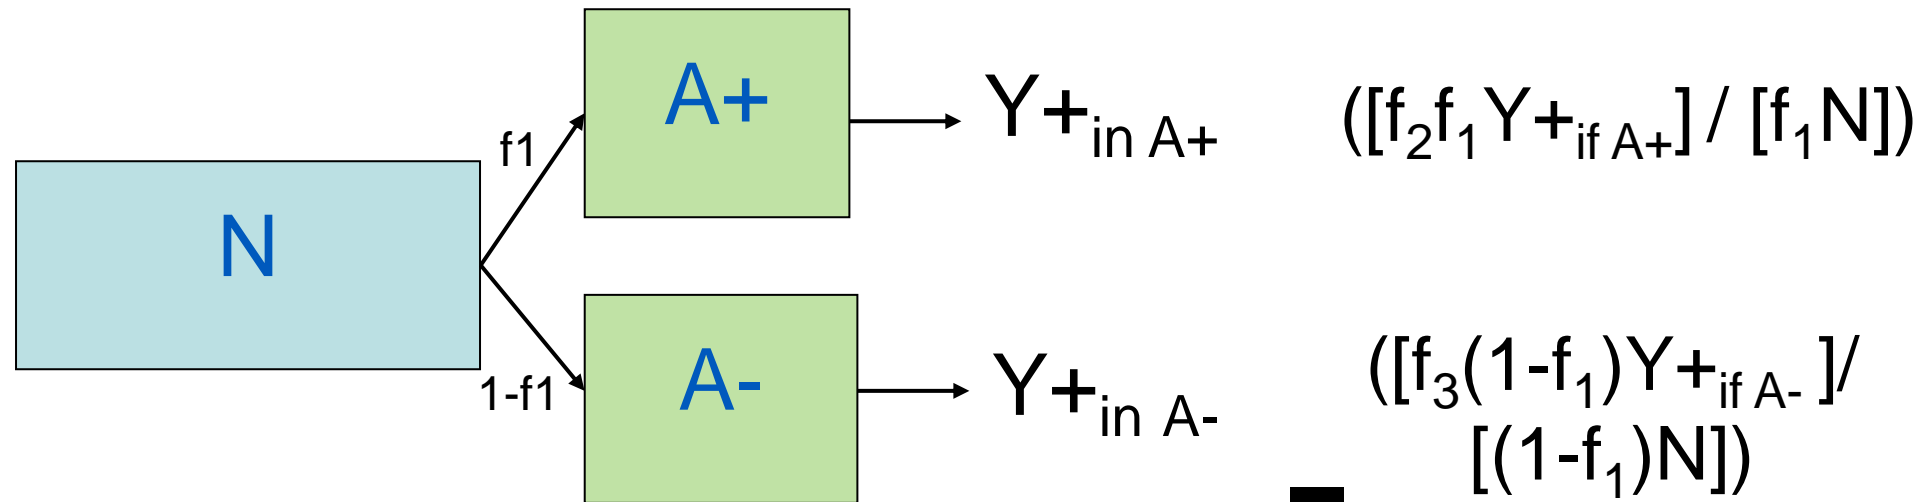 A+
f1
Y+in A+
([f2f1Y+if A+] / [f1N])
N
1-f1
A-
Y+in A-
([f3(1-f1)Y+if A- ]/
[(1-f1)N])